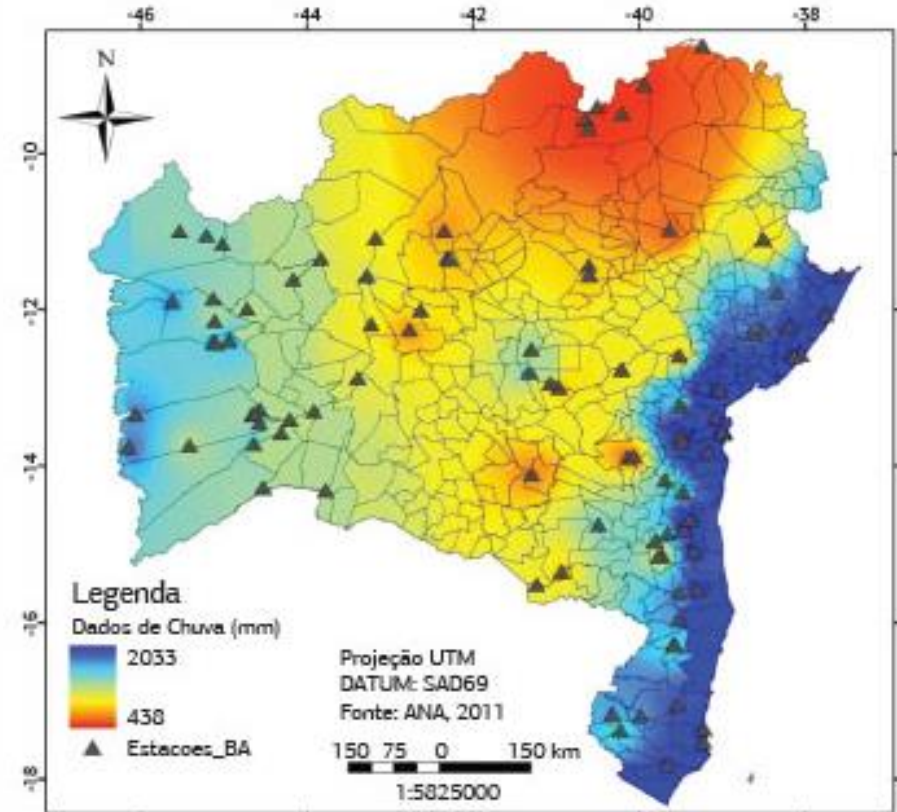 -46 -44 -42 -40 -38
N
-10
-12
-14
-16
-18
Legenda
Dados de Chuva (mm)
2033
438
Estacoes_BA
Projeção UTM
DATUM: SAD69
Fonte: ANA, 2011
150 75 0 150 km
1:5825000